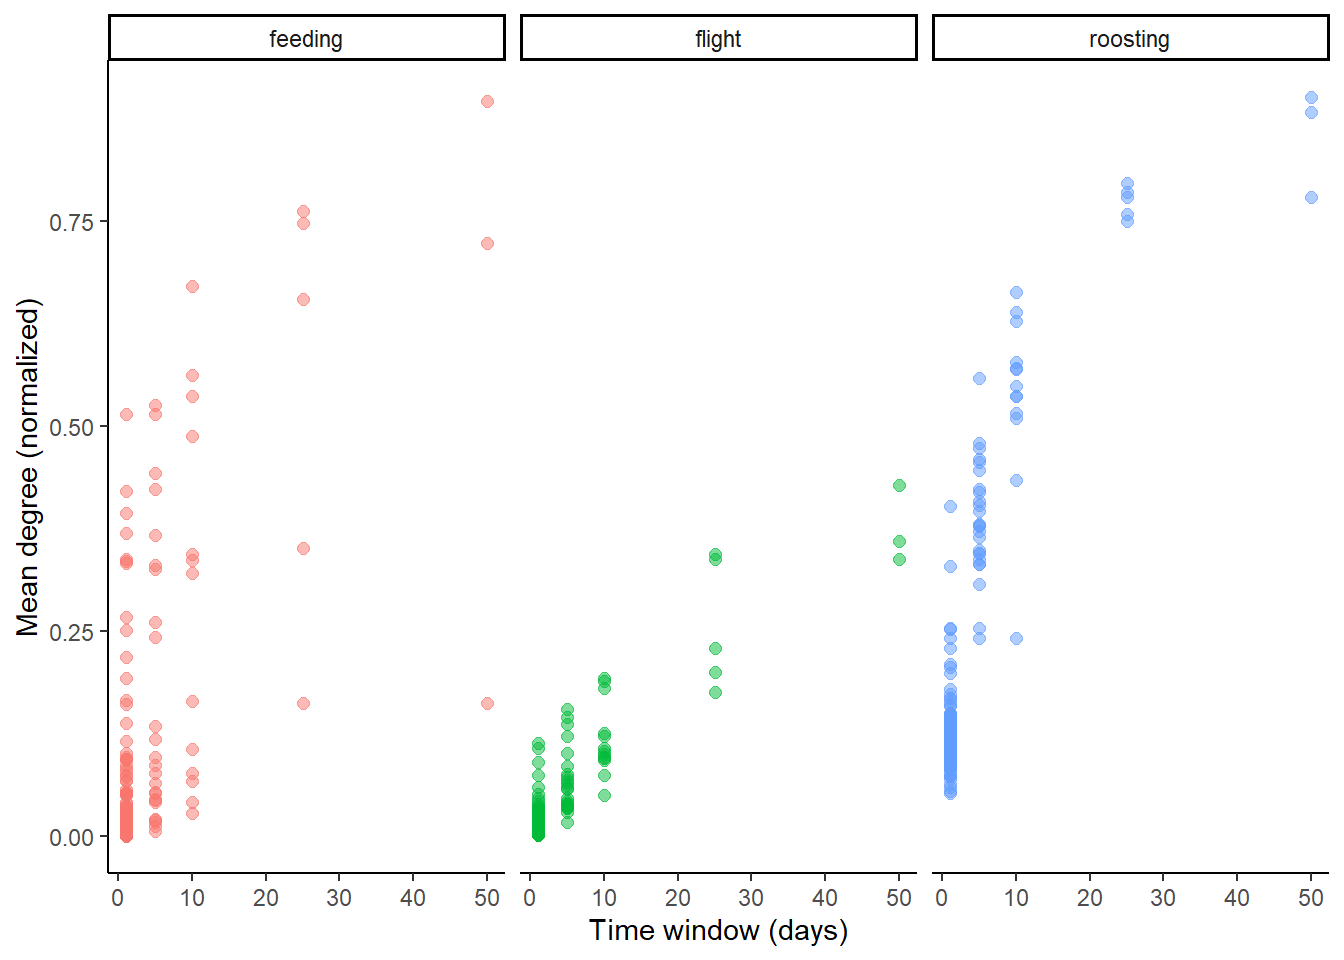 feeding flight roosting
Mean degree (normalized)
0.75
0.50
0.25
0.00
0 10 20 30 40 50 0 10 20 30 40 50 0 10 20 30 40 50
Time window (days)